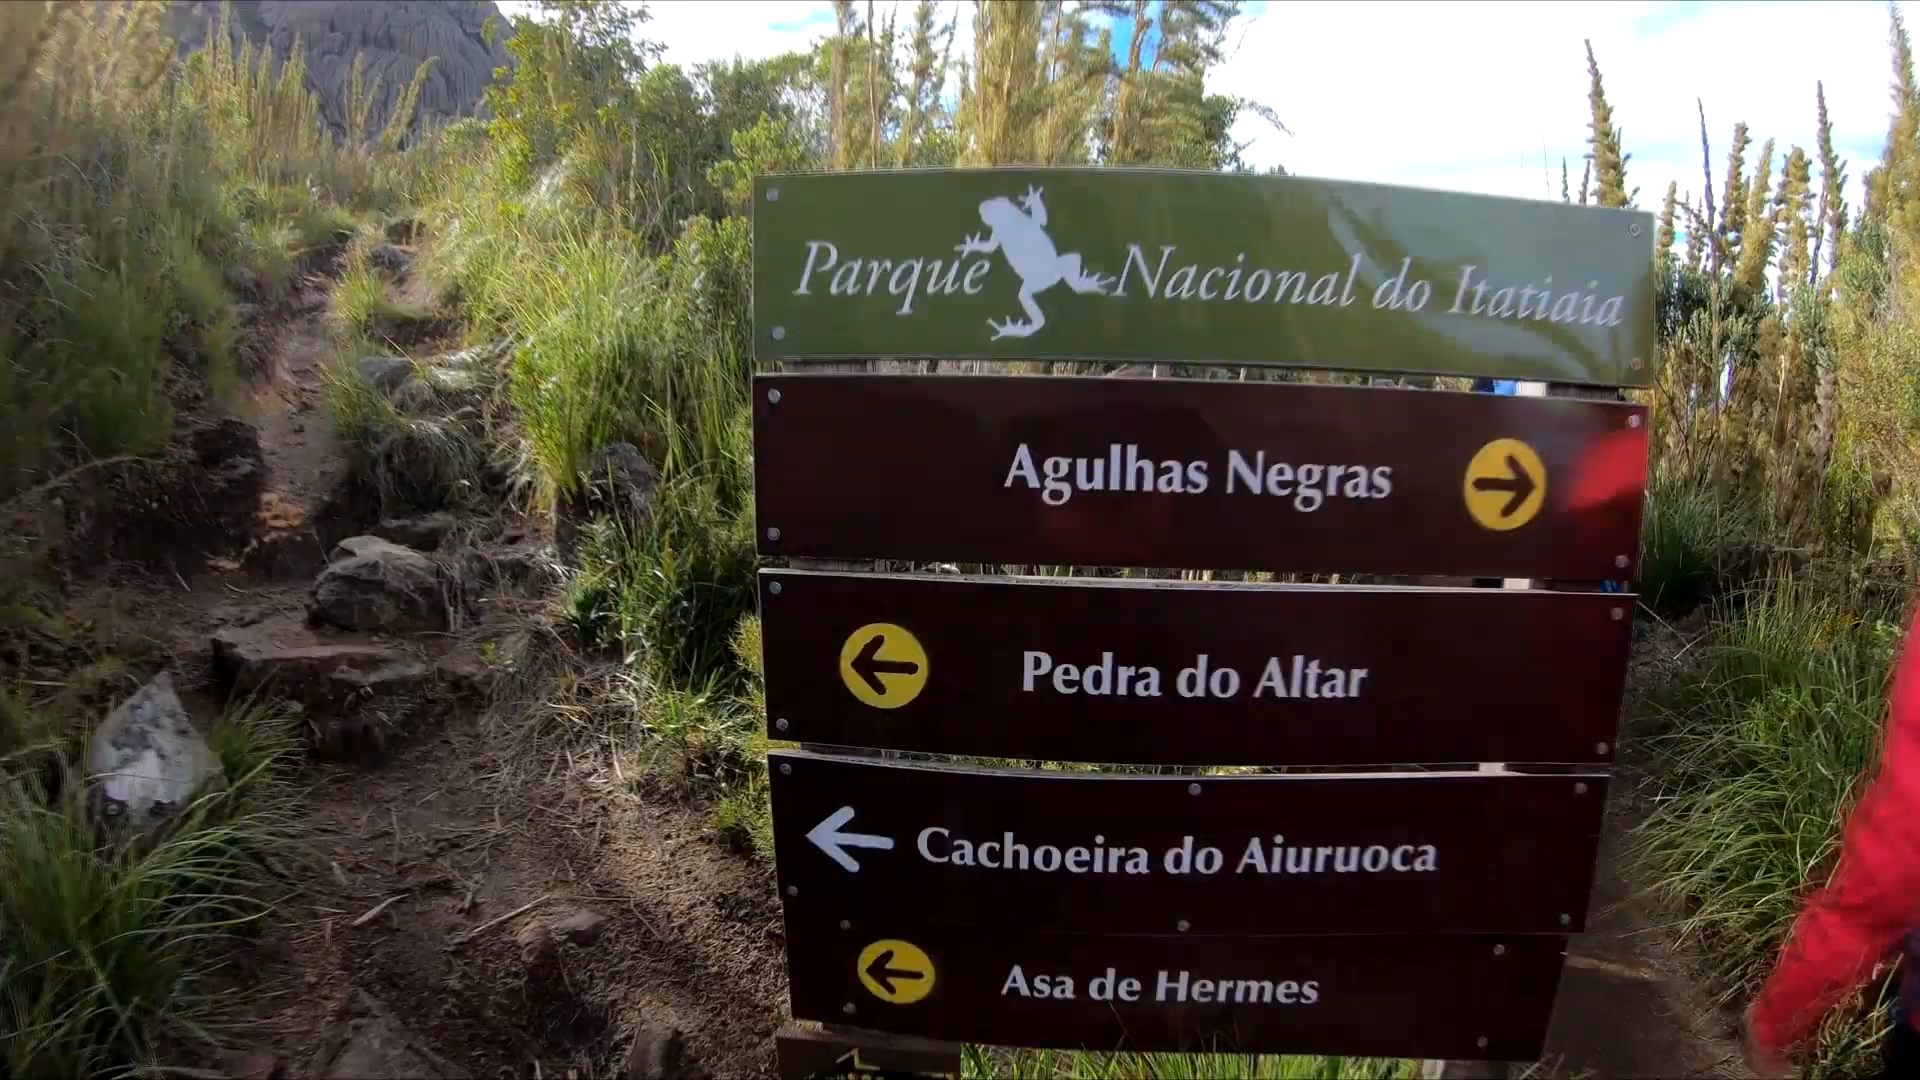 Parque Nacional do Itatiaia
Agulhas Negras
Pedra do Altar
Cachoeira do Aiuruoca
Asa de Hermes